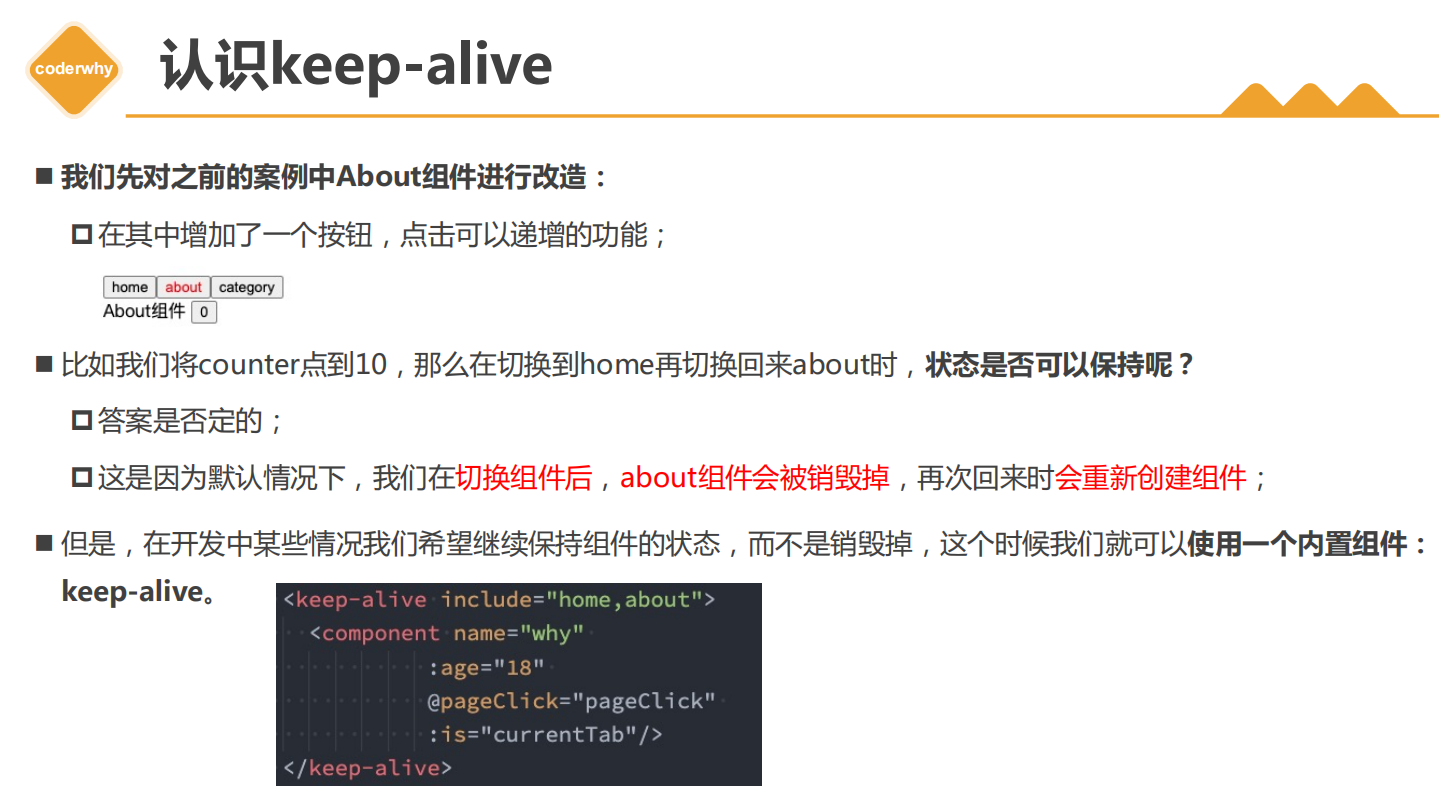 coderwhy
认识keep-alive
我们先对之前的案例中About组件进行改造：
在其中增加了一个按钮，点击可以递增的功能；
home about category
About组件 0
比如我们将counter点到10，那么在切换到home再切换回来about时，状态是否可以保持呢？
答案是否定的；
这是因为默认情况下，我们在切换组件后，about组件会被销毁掉，再次回来时会重新创建组件；
但是，在开发中某些情况我们希望继续保持组件的状态，而不是销毁掉，这个时候我们就可以使用一个内置组件：
keep-alive。
<keep-alive include="home,about">
<component name="why"
:age="18"
@pageClick="pageClick"
:is="currentTab"/>
</keep-alive>